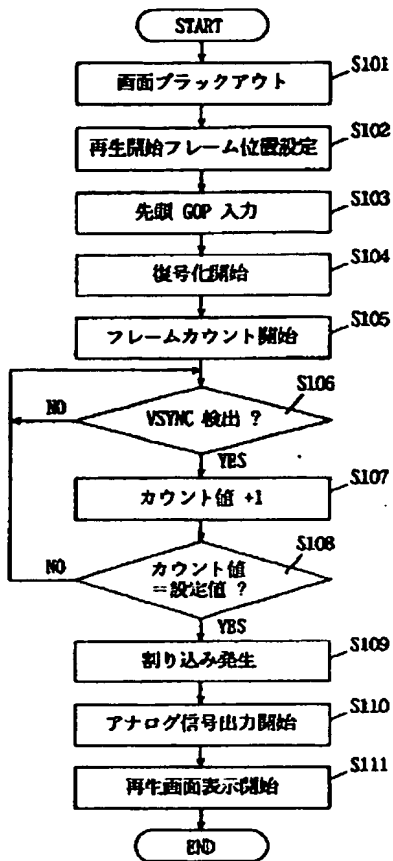 START
S101
画面ブラックアウト
S102
再生開始フレーム位置設定
S103
先頭 GOP 入力
S104
復号化開始
S105
フレームカウント開始
S106
NO
VSYNC 検出 ?
YES
S107
カウント値 +1
S108
NO
カウント値
=設定値 ?
YES
S109
割り込み発生
S110
アナログ信号出力開始
S111
再生画面表示開始
END